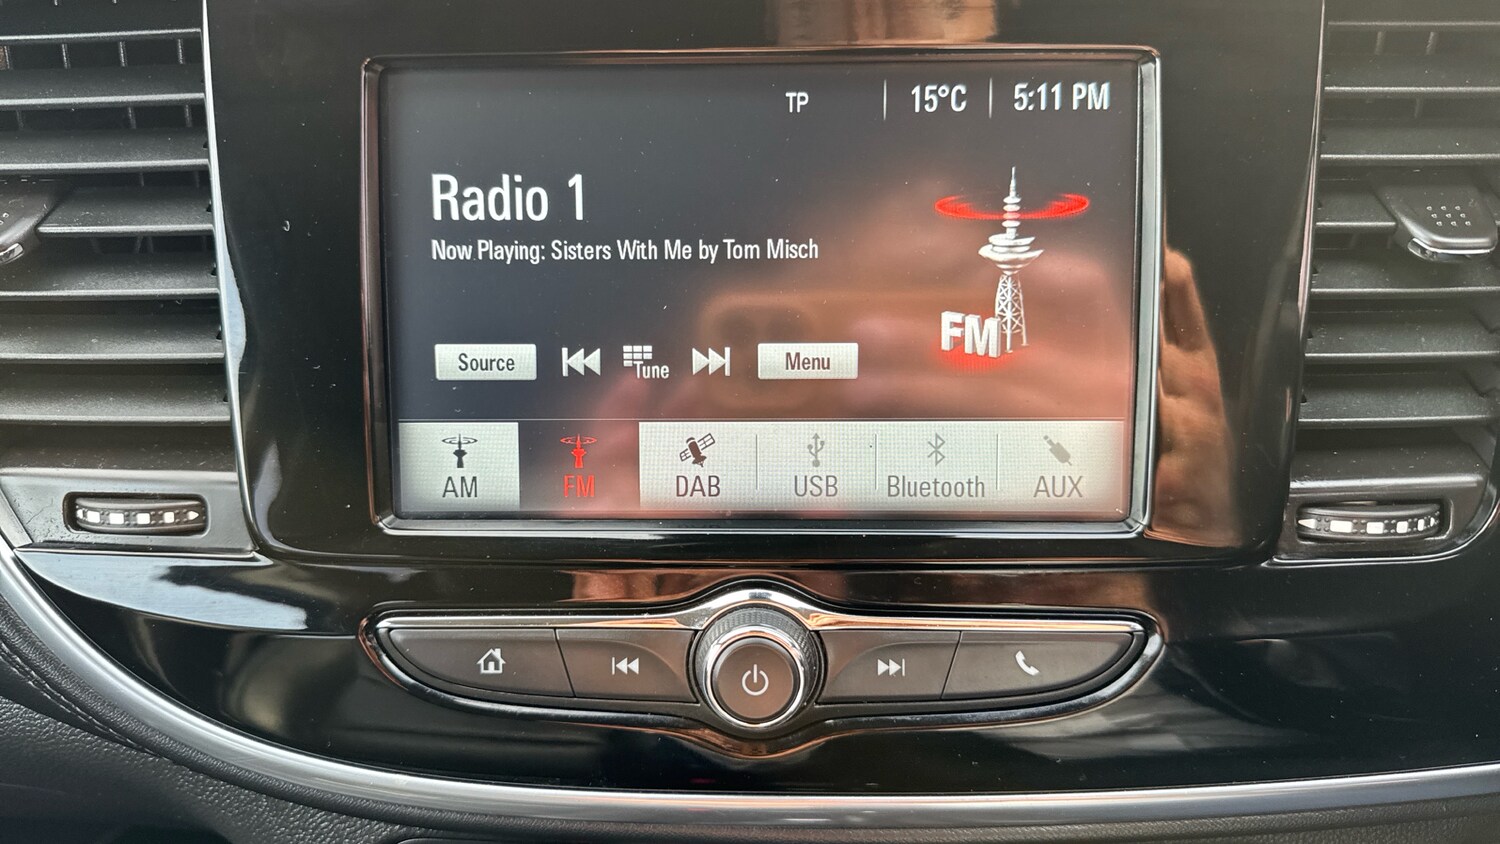 TP 15°C 5:11 PM
Radio 1
Now Playing: Sisters With Me by Tom Misch
FM
Source Tune Menu
AM FM DAB USB Bluetooth AUX